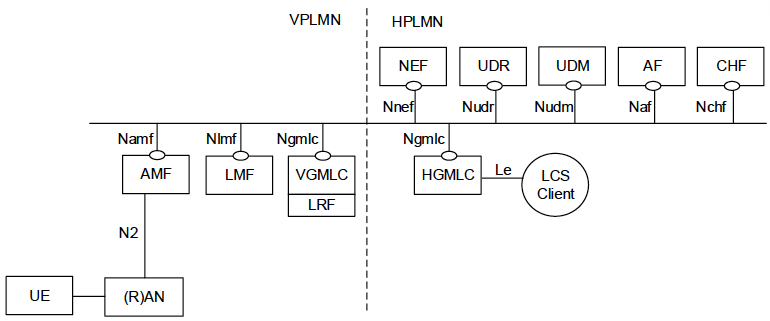 VPLMN
HPLMN
NEF
UDR
UDM
AF
CHF
Nnef
Nudr
Nudm
Naf
Nchf
Namf
Nlmf
Ngmlc
Ngmlc
AMF
LMF
VGMLC
HGMLC
Le
LCS
Client
LRF
N2
UE
(R)AN